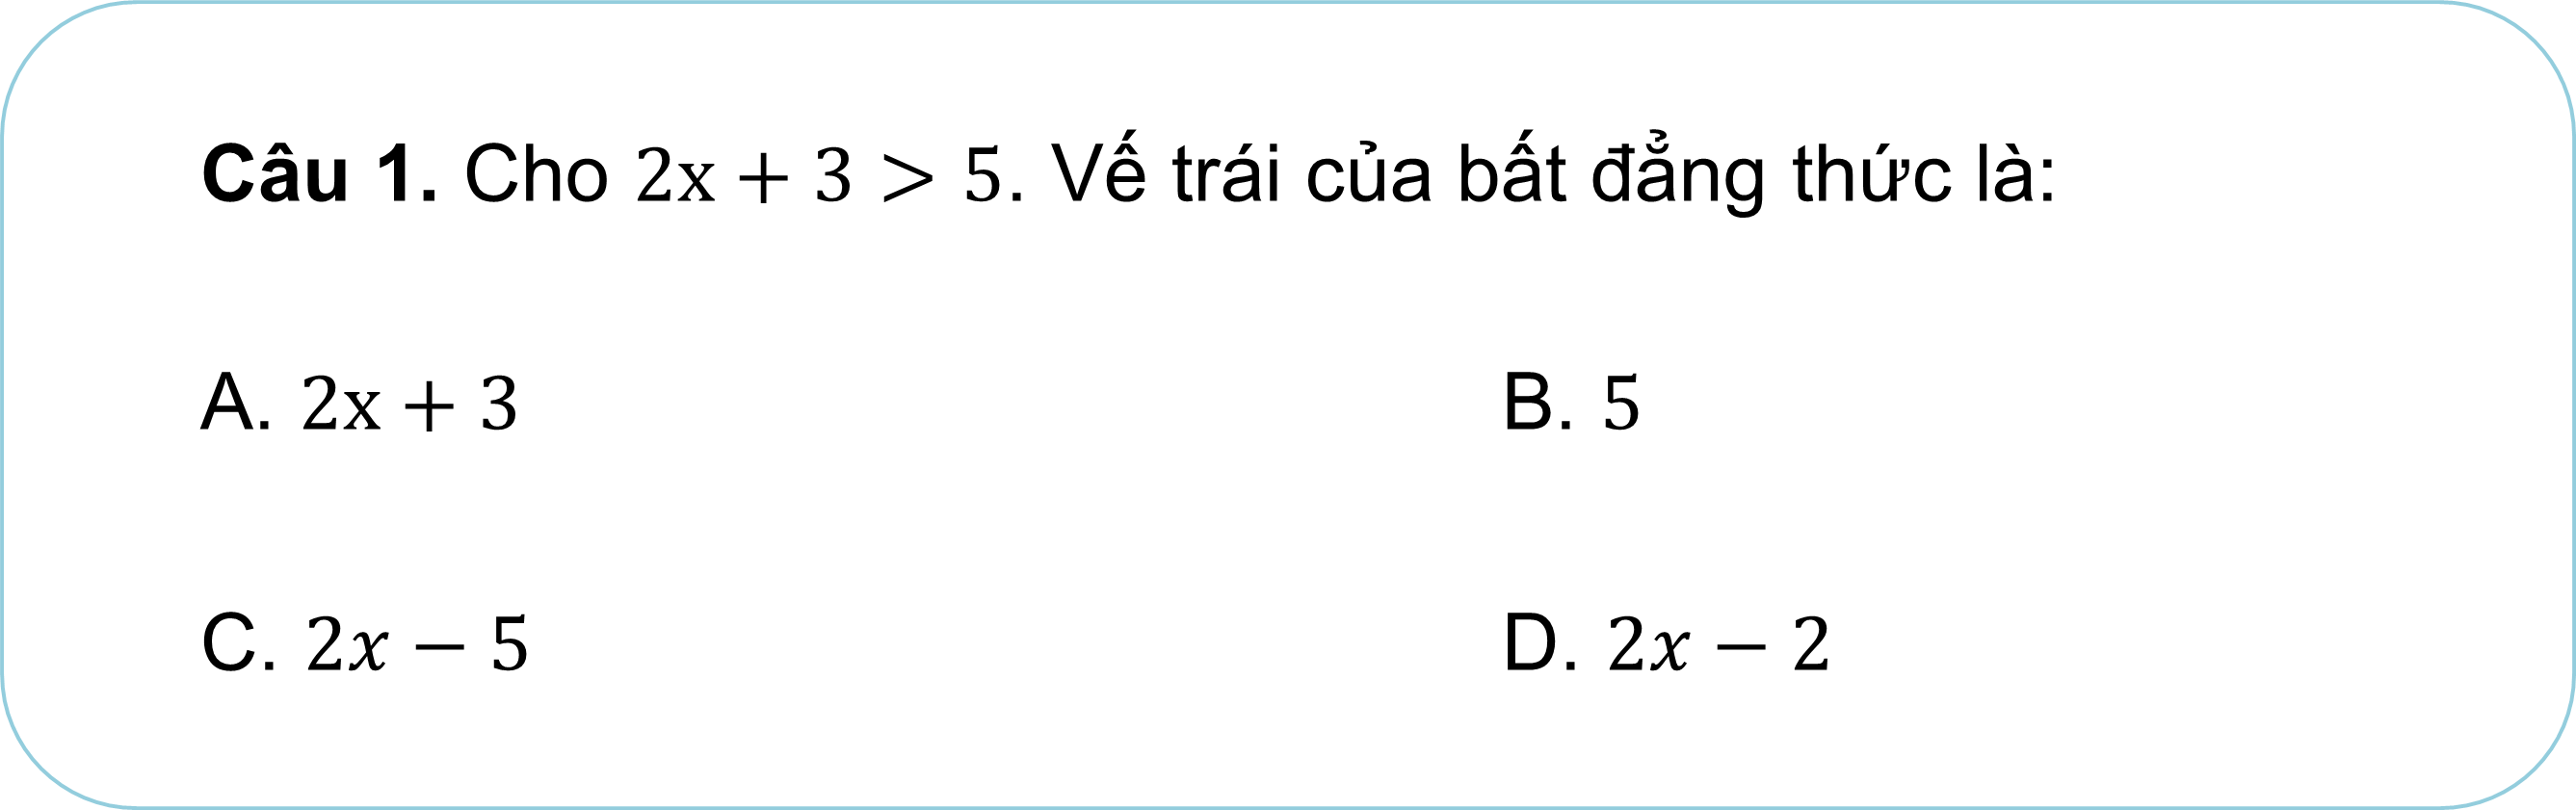 Câu 1. Cho 2x + 3 > 5. Vế trái của bất đẳng thức là:
A. 2x + 3 B. 5
C. 2x − 5 D. 2x − 2